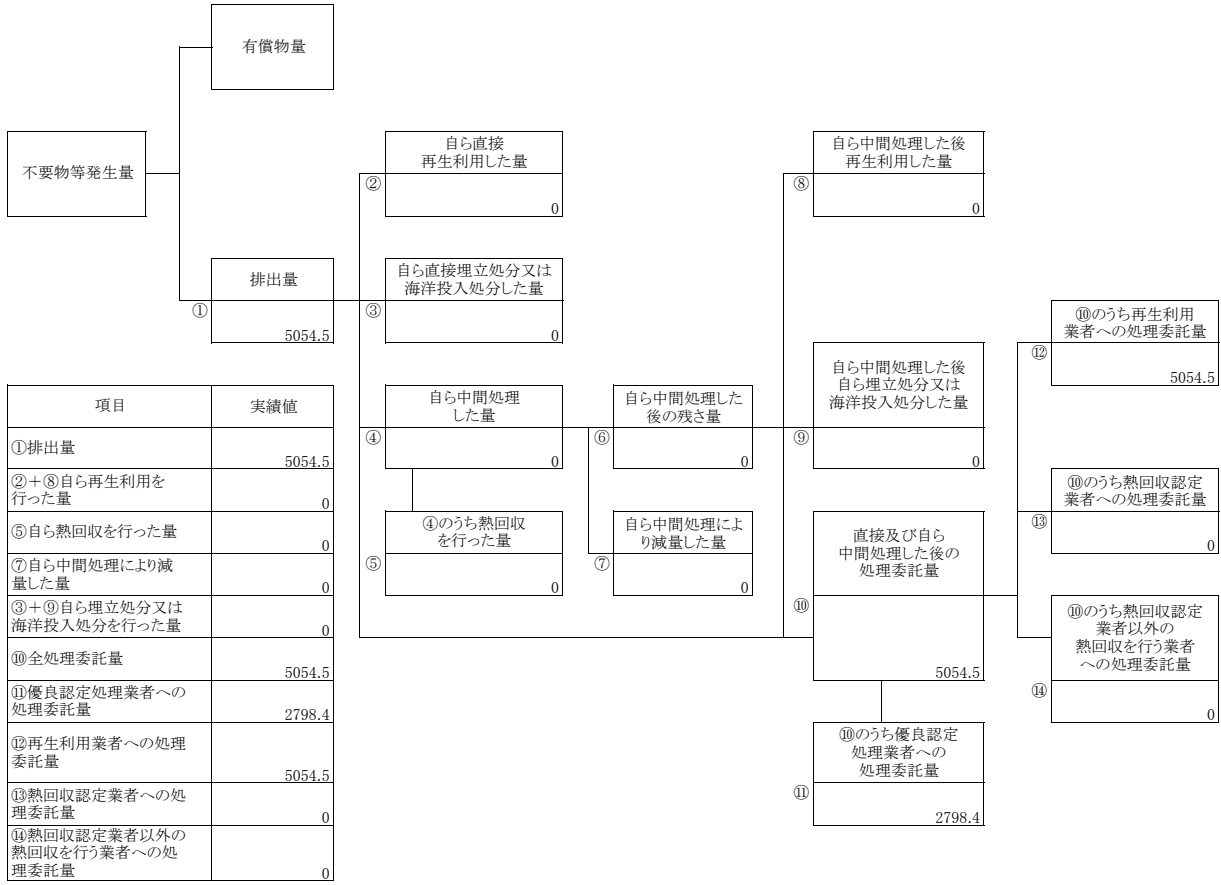 有償物量
不要物等発生量
自ら直接
再生利用した量
②
0
自ら中間処理した後
再生利用した量
⑧
0
排出量
①
5054.5
自ら直接埋立処分又は
海洋投入処分した量
③
0
⑩のうち再生利用
業者への処理委託量
⑫
5054.5
自ら中間処理した後
自ら埋立処分又は
海洋投入処分した量
⑨
0
自ら中間処理
した量
④
0
自ら中間処理した
後の残さ量
⑥
0
⑩のうち熱回収認定
業者への処理委託量
⑬
0
④のうち熱回収
を行った量
⑤
0
自ら中間処理によ
り減量した量
⑦
0
直接及び自ら
中間処理した後の
処理委託量
⑩
5054.5
⑩のうち熱回収認定
業者以外の
熱回収を行う業者
への処理委託量
⑭
0
⑩のうち優良認定
処理業者への
処理委託量
⑪
2798.4
項目 実績値
①排出量
5054.5
②+⑧自ら再生利用を
行った量
0
⑤自ら熱回収を行った量
0
⑦自ら中間処理により減
量した量
0
③+⑨自ら埋立処分又は
海洋投入処分を行った量
0
⑩全処理委託量
5054.5
⑪優良認定処理業者への
処理委託量
2798.4
⑫再生利用業者への処理
委託量
5054.5
⑬熱回収認定業者への処
理委託量
0
⑭熱回収認定業者以外の
熱回収を行う業者への処
理委託量
0